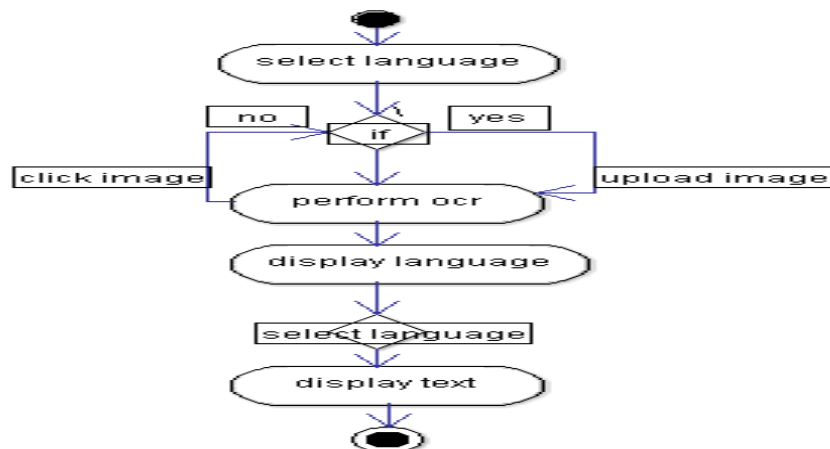 select language
no
yes
if
click image
upload image
perform ocr
display language
select language
display text